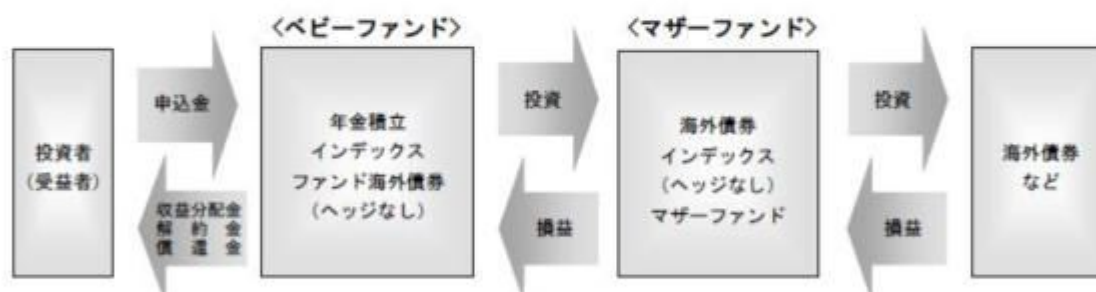 〈ベビーファンド〉
〈マザーファンド〉
投資者
（受益者）
申込金
収益分配金
解約金
償還金
年金積立
インデックス
ファンド海外債券
（ヘッジなし）
投資
損益
海外債券
インデックス
（ヘッジなし）
マザーファンド
投資
損益
海外債券
など